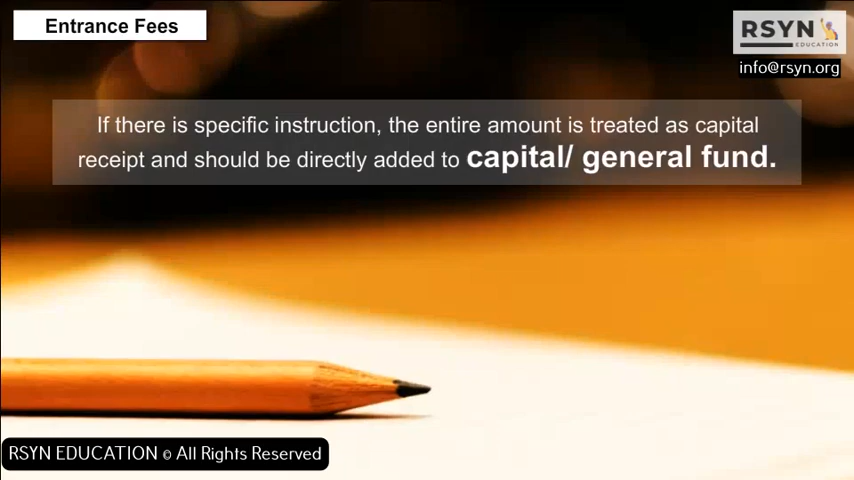 Entrance Fees
RSYN
EDUCATION
info@rsyn.org
If there is specific instruction, the entire amount is treated as capital
receipt and should be directly added to capital/ general fund.
RSYN EDUCATION © All Rights Reserved